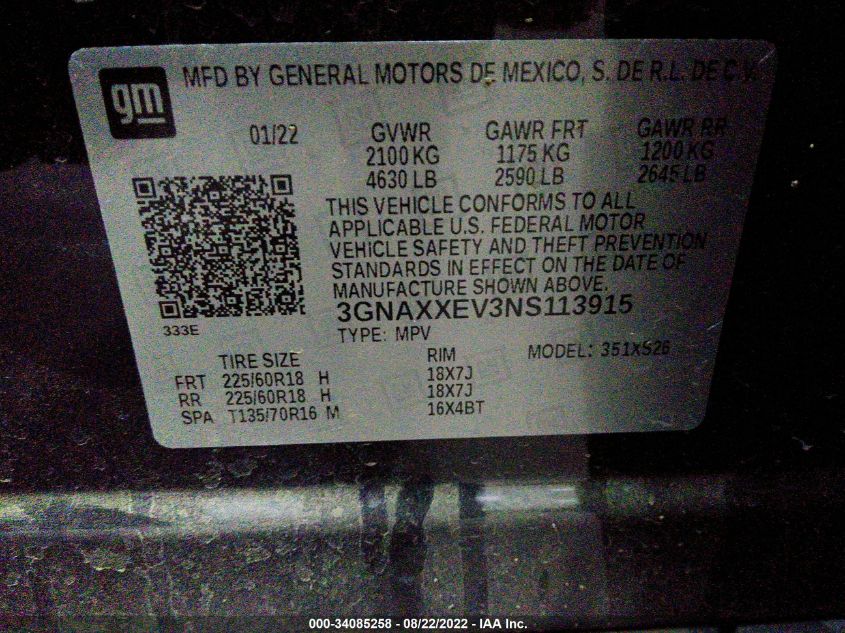 gm
MFD BY GENERAL MOTORS DE MEXICO, S. DE R.L. DE C.V.
01/22 GVWR GAWR FRT GAWR RR
2100 KG 1175 KG 1200 KG
4630 LB 2590 LB 2645 LB
THIS VEHICLE CONFORMS TO ALL
APPLICABLE U.S. FEDERAL MOTOR
VEHICLE SAFETY AND THEFT PREVENTION
STANDARDS IN EFFECT ON THE DATE OF
MANUFACTURE SHOWN ABOVE.
3GNAXXEV3NS113915
333E
TYPE: MPV
TIRE SIZE RIM MODEL: 351XS26
FRT 225/60R18 H 18X7J
RR 225/60R18 H 18X7J
SPA T135/70R16 M 16X4BT
000-34085258 - 08/22/2022 - IAA Inc.